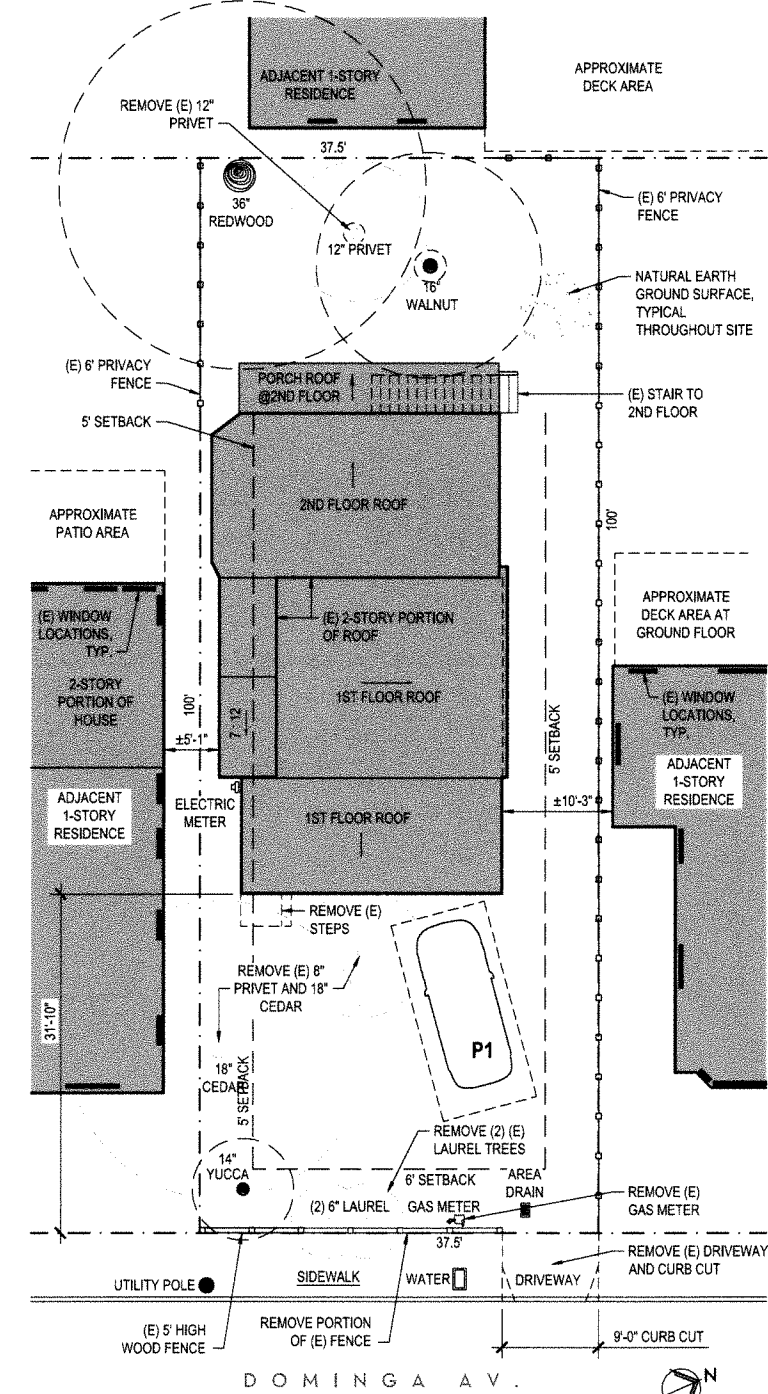 ADJACENT 1-STORY
RESIDENCE
APPROXIMATE
DECK AREA
REMOVE (E) 12"
PRIVET
37.5'
36"
REDWOOD
12" PRIVET
16"
WALNUT
(E) 6' PRIVACY
FENCE
NATURAL EARTH
GROUND SURFACE,
TYPICAL
THROUGHOUT SITE
(E) 6' PRIVACY
FENCE
PORCH ROOF
@2ND FLOOR
(E) STAIR TO
2ND FLOOR
5' SETBACK
2ND FLOOR ROOF
APPROXIMATE
PATIO AREA
100'
(E) WINDOW
LOCATIONS,
TYP.
2-STORY
PORTION OF
HOUSE
(E) 2-STORY PORTION
OF ROOF
APPROXIMATE
DECK AREA AT
GROUND FLOOR
1ST FLOOR ROOF
100'
7 : 12
±5'-1"
5' SETBACK
(E) WINDOW
LOCATIONS,
TYP.
ADJACENT
1-STORY
RESIDENCE
ADJACENT
1-STORY
RESIDENCE
ELECTRIC
METER
1ST FLOOR ROOF
±10'-3"
REMOVE (E)
STEPS
REMOVE (E) 8"
PRIVET AND 18"
CEDAR
31'-10"
P1
18"
CEDAR
5' SETBACK
REMOVE (2) (E)
LAUREL TREES
14"
YUCCA
6' SETBACK
AREA
DRAIN
(2) 6" LAUREL
GAS METER
REMOVE (E)
GAS METER
37.5'
REMOVE (E) DRIVEWAY
AND CURB CUT
UTILITY POLE
SIDEWALK
WATER
DRIVEWAY
(E) 5' HIGH
WOOD FENCE
REMOVE PORTION
OF (E) FENCE
9'-0" CURB CUT
DOMINGA AV.
N